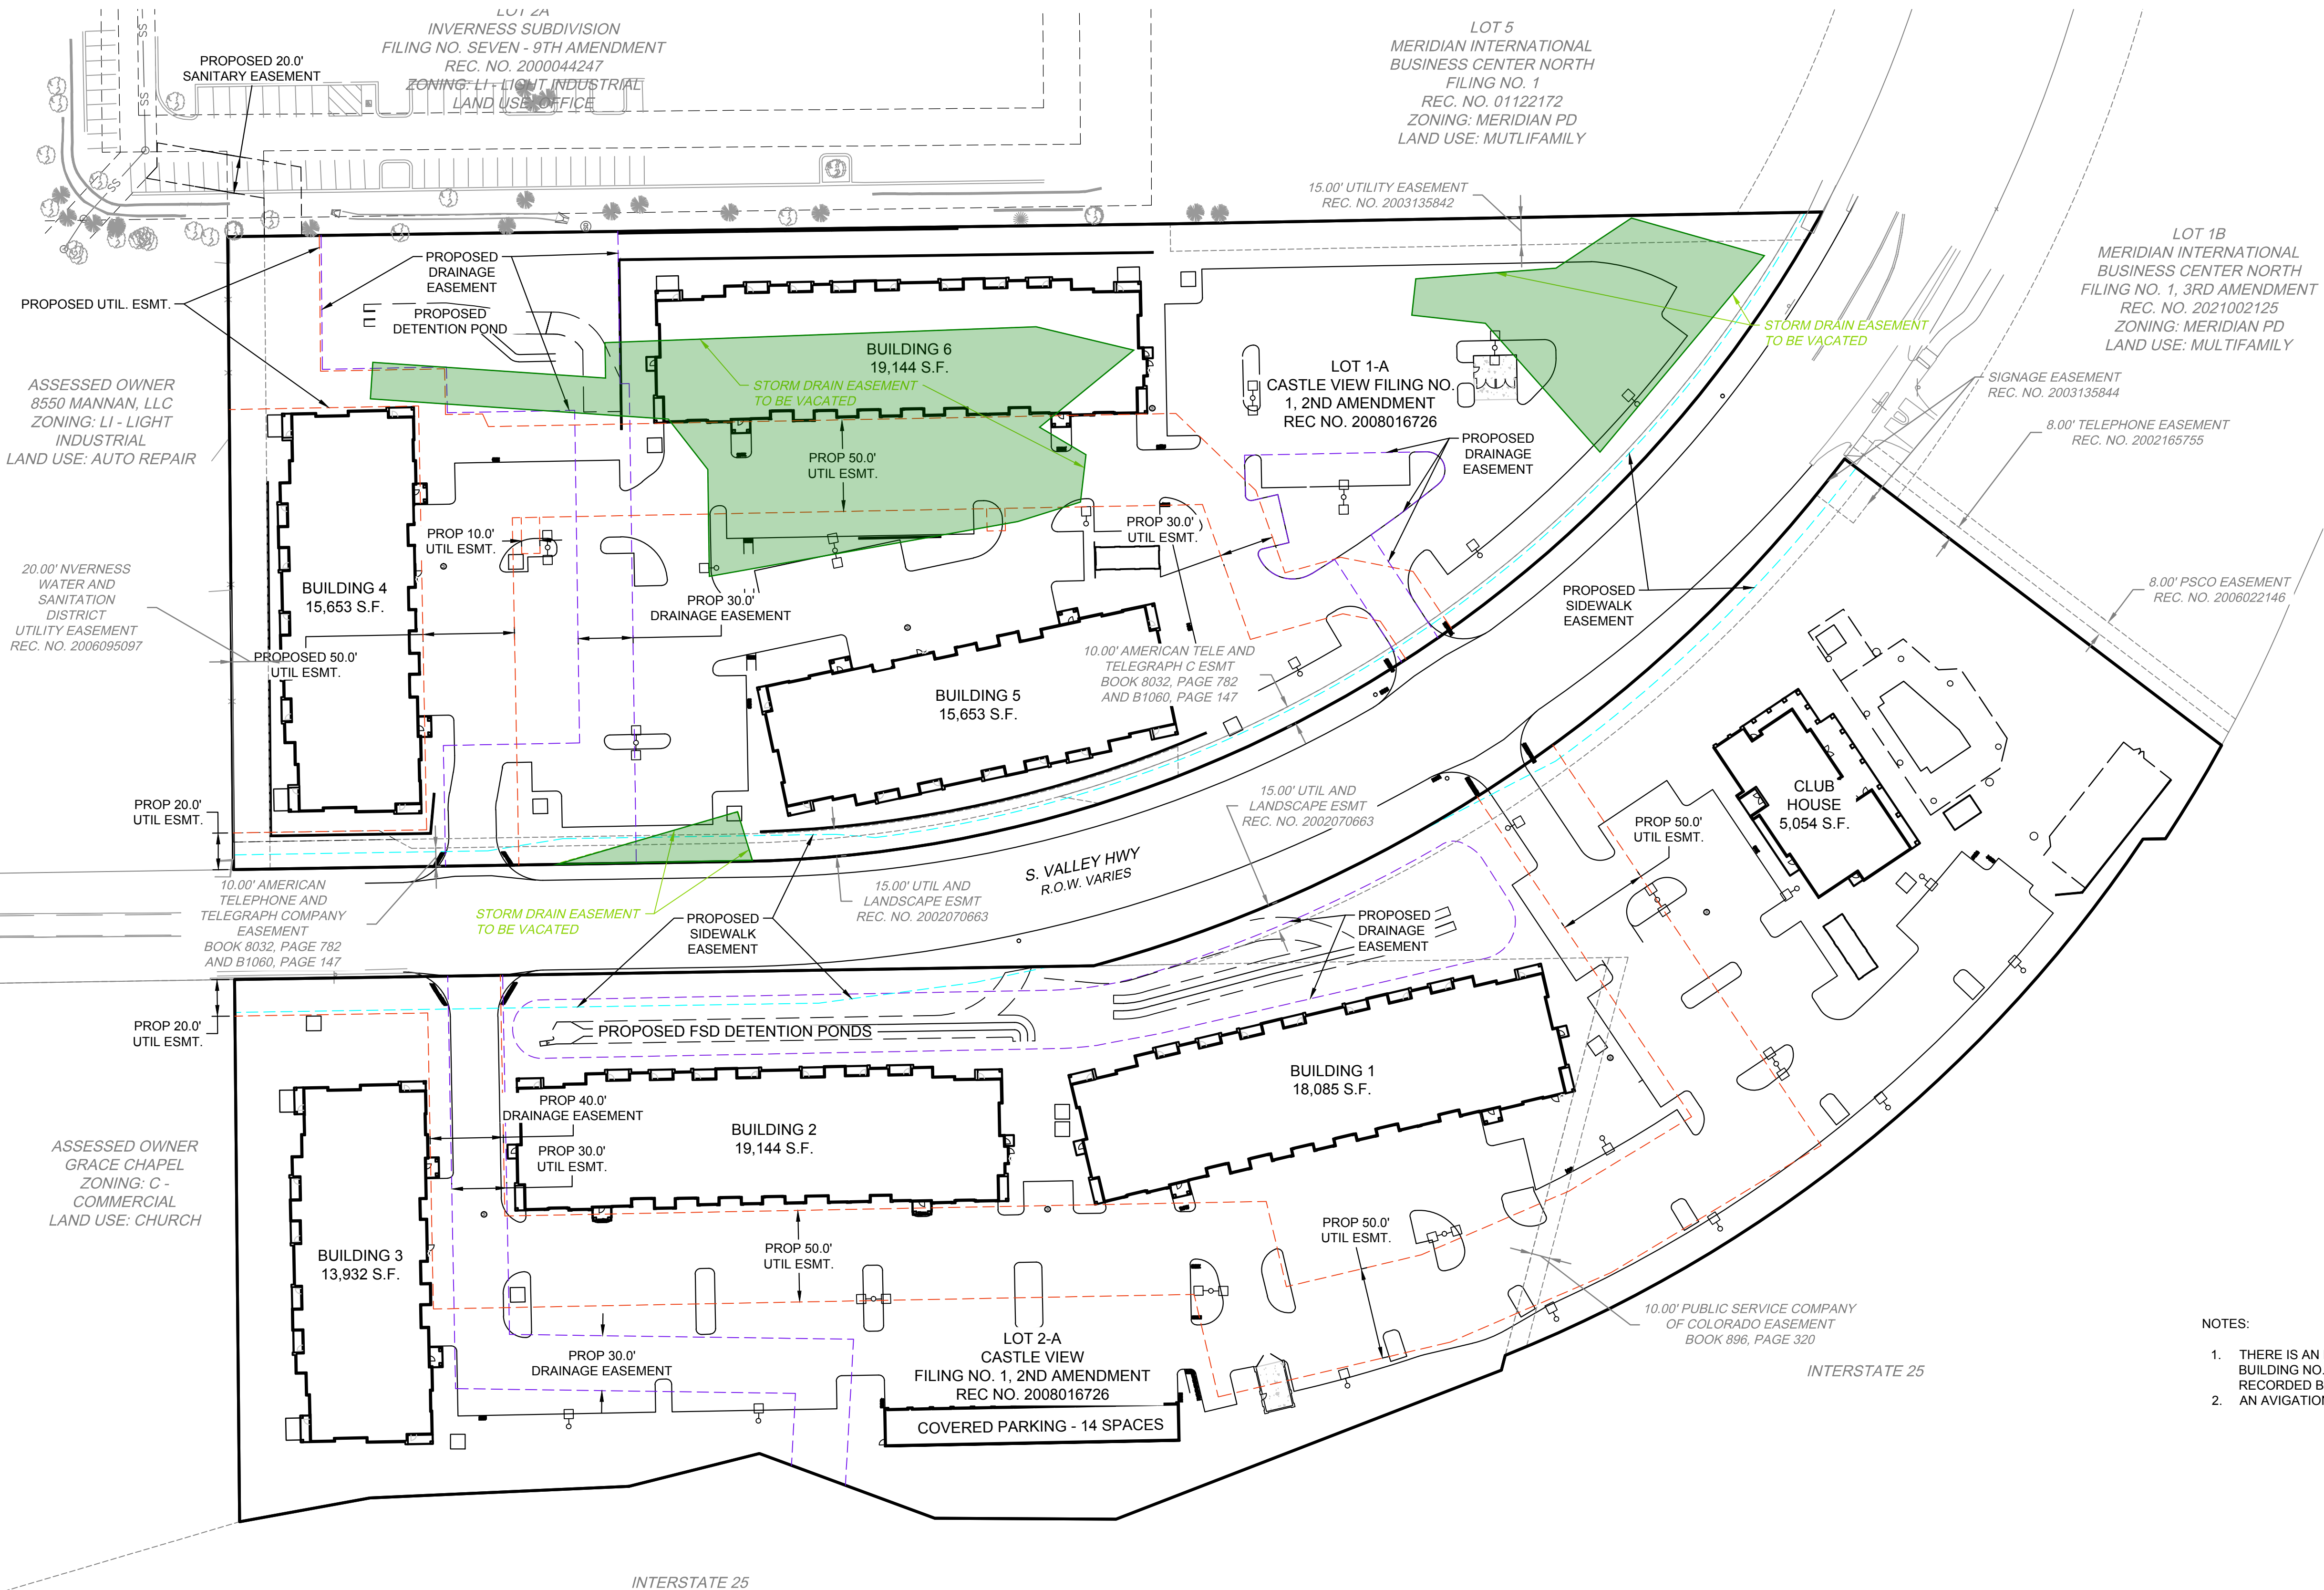 LOT 2A
INVERNESS SUBDIVISION
FILING NO. SEVEN - 9TH AMENDMENT
REC. NO. 2000044247
ZONING: LI - LIGHT INDUSTRIAL
LAND USE: OFFICE
PROPOSED 20.0'
SANITARY EASEMENT
SS
SS
SS
LOT 5
MERIDIAN INTERNATIONAL
BUSINESS CENTER NORTH
FILING NO. 1
REC. NO. 01122172
ZONING: MERIDIAN PD
LAND USE: MUTLIFAMILY
15.00' UTILITY EASEMENT
REC. NO. 2003135842
LOT 1B
MERIDIAN INTERNATIONAL
BUSINESS CENTER NORTH
FILING NO. 1, 3RD AMENDMENT
REC. NO. 2021002125
ZONING: MERIDIAN PD
LAND USE: MULTIFAMILY
PROPOSED UTIL. ESMT.
PROPOSED
DRAINAGE
EASEMENT
PROPOSED
DETENTION POND
BUILDING 6
19,144 S.F.
STORM DRAIN EASEMENT
TO BE VACATED
STORM DRAIN EASEMENT
TO BE VACATED
LOT 1-A
CASTLE VIEW FILING NO.
1, 2ND AMENDMENT
REC NO. 2008016726
SIGNAGE EASEMENT
REC. NO. 2003135844
8.00' TELEPHONE EASEMENT
REC. NO. 2002165755
ASSESSED OWNER
8550 MANNAN, LLC
ZONING: LI - LIGHT
INDUSTRIAL
LAND USE: AUTO REPAIR
PROP 50.0'
UTIL ESMT.
PROPOSED
DRAINAGE
EASEMENT
PROP 10.0'
UTIL ESMT.
PROP 30.0'
UTIL ESMT.
20.00' NVERNESS
WATER AND
SANITATION
DISTRICT
UTILITY EASEMENT
REC. NO. 2006095097
BUILDING 4
15,653 S.F.
PROP 30.0'
DRAINAGE EASEMENT
PROPOSED
SIDEWALK
EASEMENT
8.00' PSCO EASEMENT
REC. NO. 2006022146
PROPOSED 50.0'
UTIL ESMT.
10.00' AMERICAN TELE AND
TELEGRAPH C ESMT
BOOK 8032, PAGE 782
AND B1060, PAGE 147
BUILDING 5
15,653 S.F.
PROP 20.0'
UTIL ESMT.
15.00' UTIL AND
LANDSCAPE ESMT
REC. NO. 2002070663
CLUB
HOUSE
5,054 S.F.
PROP 50.0'
UTIL ESMT.
S. VALLEY HWY
R.O.W. VARIES
10.00' AMERICAN
TELEPHONE AND
TELEGRAPH COMPANY
EASEMENT
BOOK 8032, PAGE 782
AND B1060, PAGE 147
STORM DRAIN EASEMENT
TO BE VACATED
PROPOSED
SIDEWALK
EASEMENT
15.00' UTIL AND
LANDSCAPE ESMT
REC. NO. 2002070663
PROPOSED
DRAINAGE
EASEMENT
PROP 20.0'
UTIL ESMT.
PROPOSED FSD DETENTION PONDS
BUILDING 1
18,085 S.F.
PROP 40.0'
DRAINAGE EASEMENT
BUILDING 2
19,144 S.F.
PROP 30.0'
UTIL ESMT.
ASSESSED OWNER
GRACE CHAPEL
ZONING: C -
COMMERCIAL
LAND USE: CHURCH
BUILDING 3
13,932 S.F.
PROP 50.0'
UTIL ESMT.
PROP 50.0'
UTIL ESMT.
10.00' PUBLIC SERVICE COMPANY
OF COLORADO EASEMENT
BOOK 896, PAGE 320
PROP 30.0'
DRAINAGE EASEMENT
LOT 2-A
CASTLE VIEW
FILING NO. 1, 2ND AMENDMENT
REC NO. 2008016726
COVERED PARKING - 14 SPACES
INTERSTATE 25
INTERSTATE 25
NOTES:
1. THERE IS AN
BUILDING NO.
RECORDED B
2. AN AVIGATION